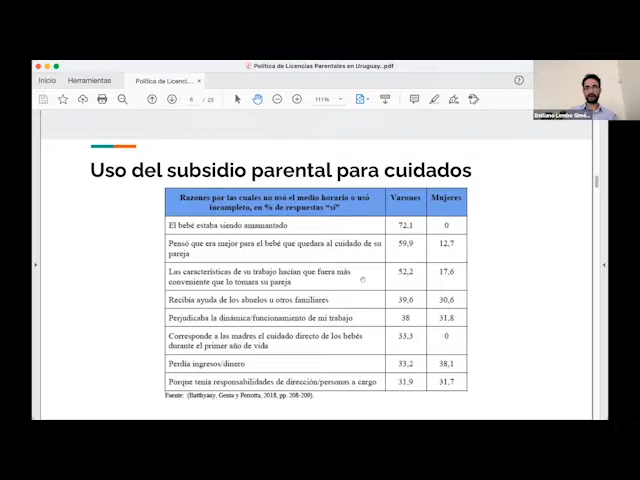 Política de Licencias Parentales en Uruguay..pdf
Inicio
Herramientas
Política de Licenci...
×
6 / 23
111%
Emiliano Lembo Gimé...
Uso del subsidio parental para cuidados
Razones por las cuales no usó el medio horario o usó
incompleto, en % de respuestas “sí”
Varones
Mujeres
El bebé estaba siendo amamantado
72,1
0
Pensó que era mejor para el bebé que quedara al cuidado de su
pareja
59,9
12,7
Las características de su trabajo hacían que fuera más
conveniente que lo tomara su pareja
52,2
17,6
Recibía ayuda de los abuelos u otros familiares
39,6
30,6
Perjudicaba la dinámica/funcionamiento de mi trabajo
38
31,8
Corresponde a las madres el cuidado directo de los bebés
durante el primer año de vida
33,3
0
Perdía ingresos/dinero
33,2
38,1
Porque tenía responsabilidades de dirección/personas a cargo
31,9
31,7
Fuente: (Batthyany, Genta y Perrotta, 2018, pp. 208-209).